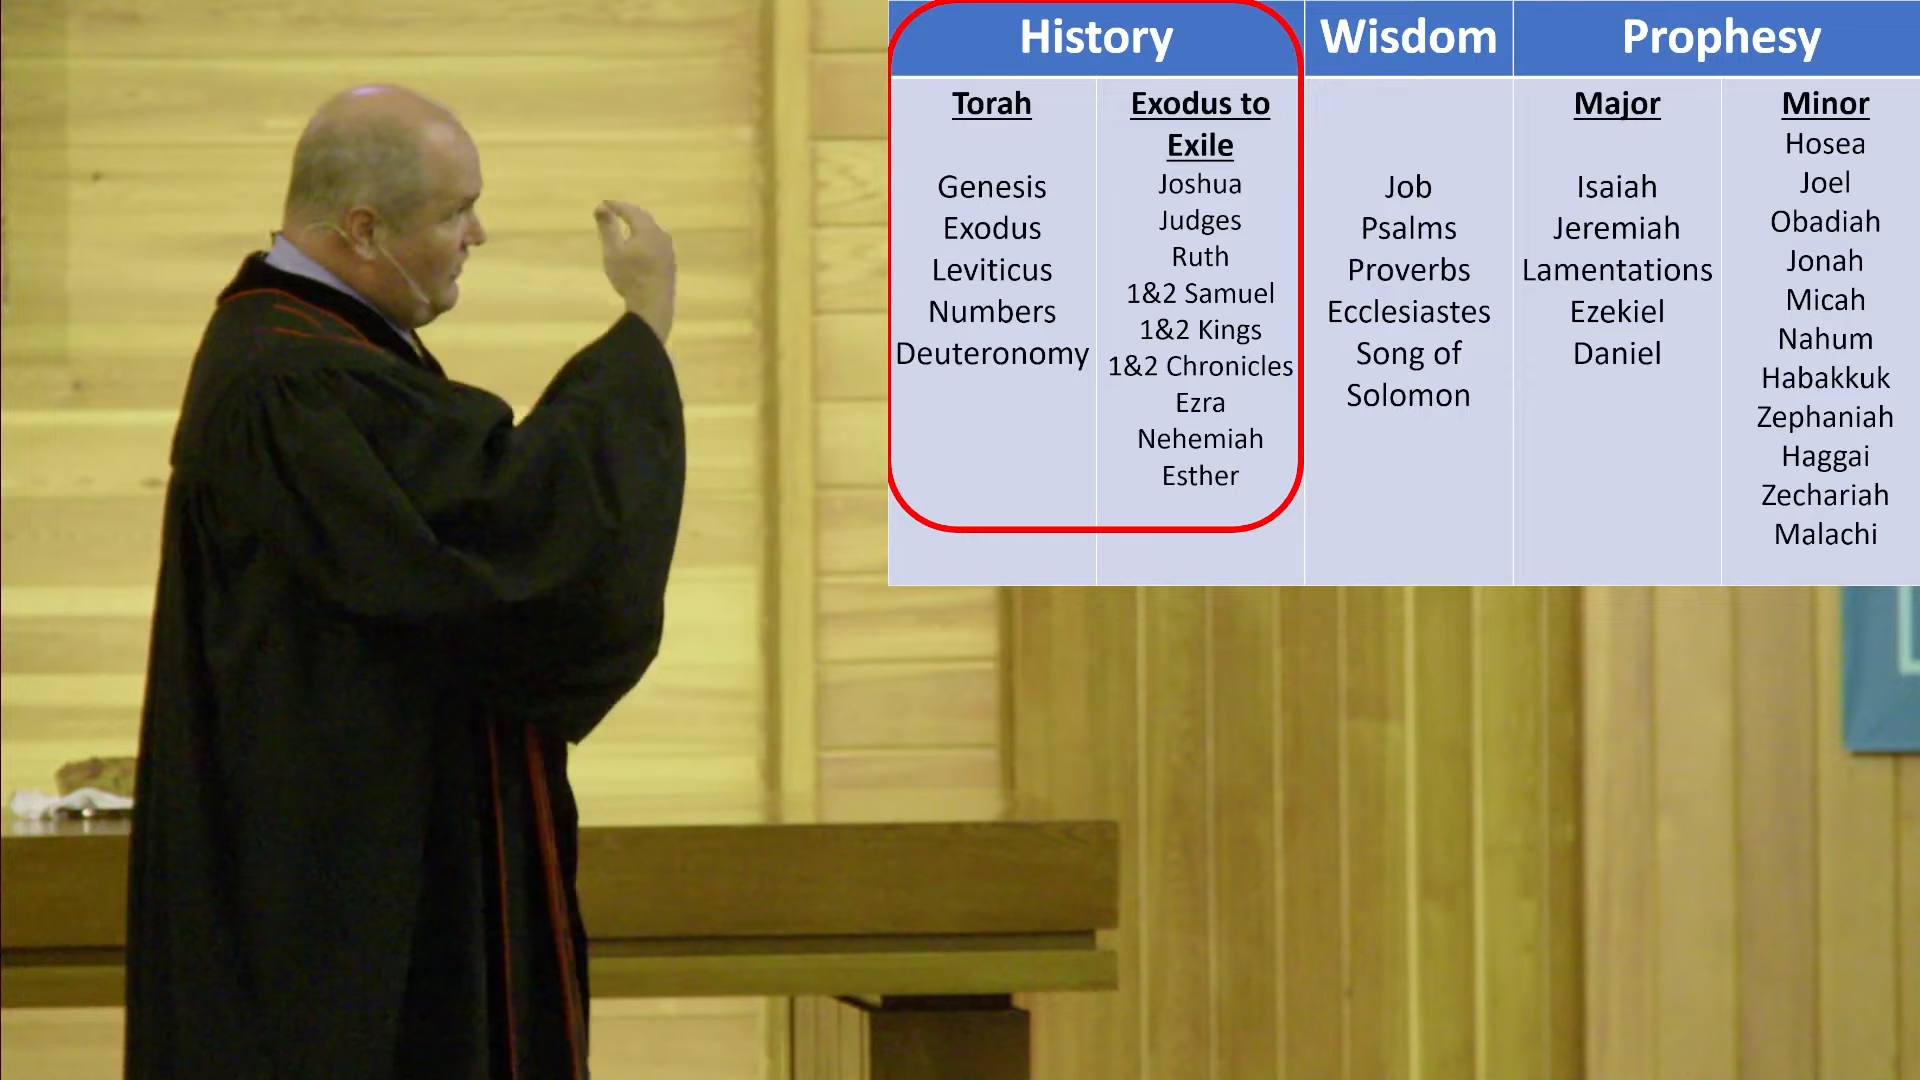 History
Wisdom
Prophesy
Torah
Genesis
Exodus
Leviticus
Numbers
Deuteronomy
Exodus to
Exile
Joshua
Judges
Ruth
1&2 Samuel
1&2 Kings
1&2 Chronicles
Ezra
Nehemiah
Esther
Job
Psalms
Proverbs
Ecclesiastes
Song of
Solomon
Major
Isaiah
Jeremiah
Lamentations
Ezekiel
Daniel
Minor
Hosea
Joel
Obadiah
Jonah
Micah
Nahum
Habakkuk
Zephaniah
Haggai
Zechariah
Malachi